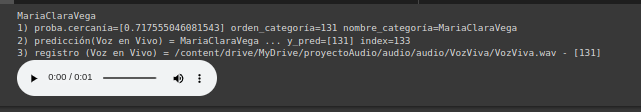 MariaClaraVega
1) proba.cercanía=[0.717555046081543] orden_categoría=131 nombre_categoría=MariaClaraVega
2) predicción(Voz en Vivo) = MariaClaraVega ... y_pred=[131] index=133
3) registro (Voz en Vivo) = /content/drive/MyDrive/proyectoAudio/audio/audio/VozViva/VozViva.wav - [131]
0:00 / 0:01